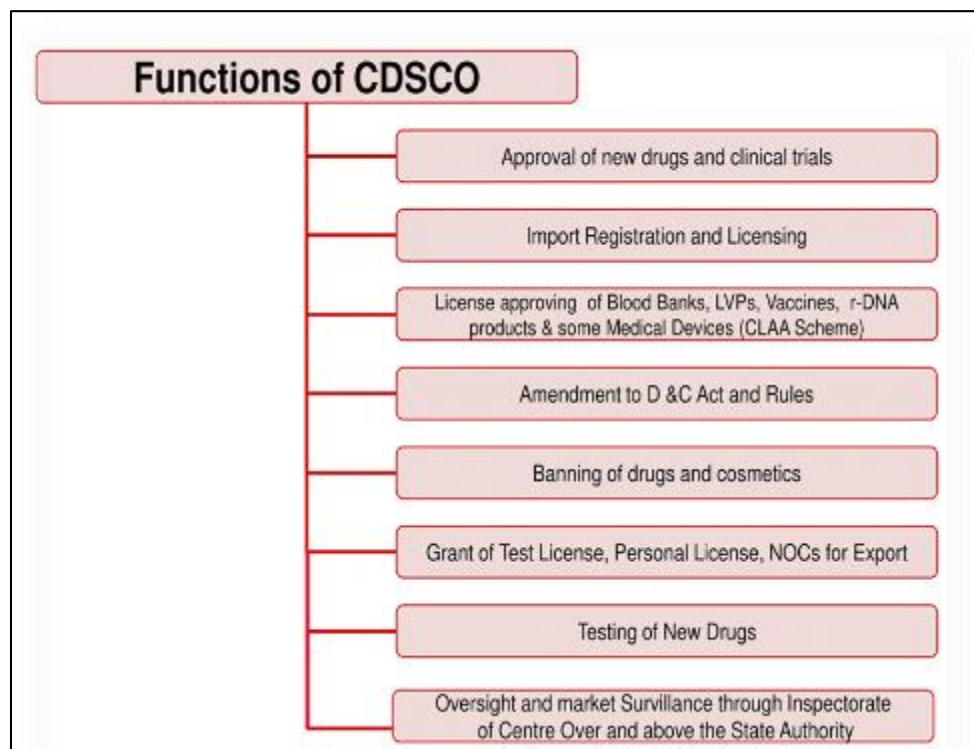 Functions of CDSCO
Approval of new drugs and clinical trials
Import Registration and Licensing
License approving of Blood Banks, LVPs, Vaccines, r-DNA
products & some Medical Devices (CLAA Scheme)
Amendment to D &C Act and Rules
Banning of drugs and cosmetics
Grant of Test License, Personal License, NOCs for Export
Testing of New Drugs
Oversight and market Survillance through Inspectorate
of Centre Over and above the State Authority